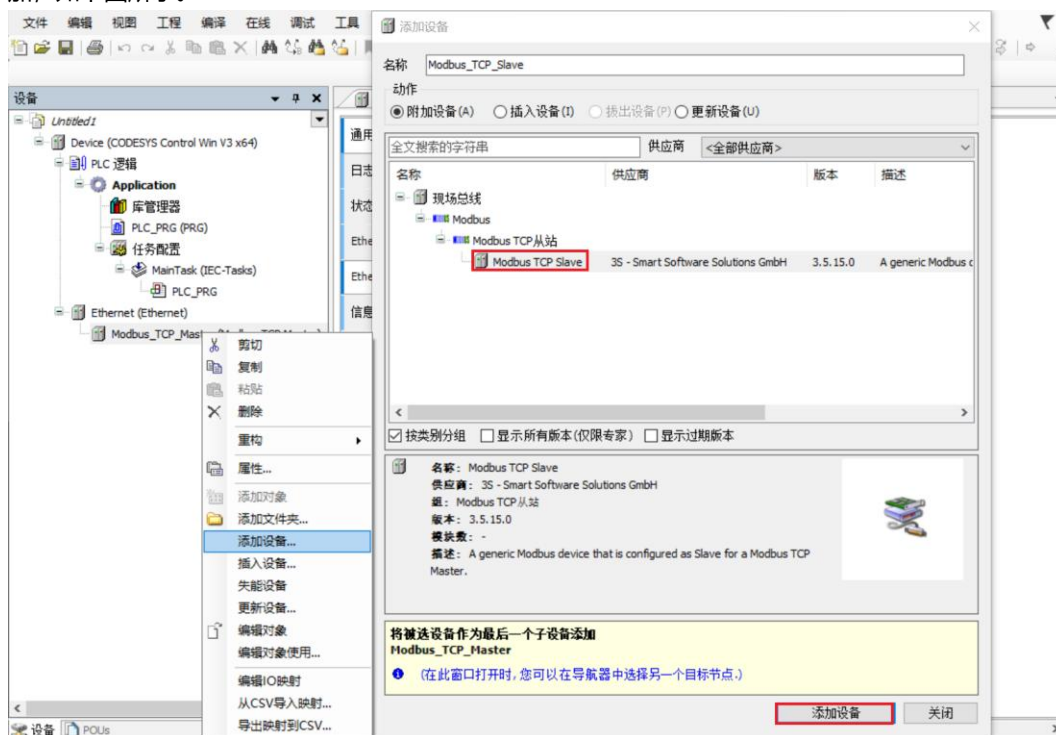 文件 编辑 视图 工程 编译 在线 调试 工具
设备
Untitled1
Device (CODESYS Control Win V3 x64)
PLC 逻辑
Application
库管理器
PLC_PRG (PRG)
任务配置
MainTask (IEC-Tasks)
PLC_PRG
Ethernet (Ethernet)
剪切
复制
粘贴
删除
重构
属性...
添加对象
添加文件夹...
添加设备...
插入设备...
失能设备
更新设备...
编辑对象
编辑对象使用...
编辑IO映射
从CSV导入映射...
导出映射到CSV...
设备 POUs
通用
日志
状态
Ethe
Ethe
信息
添加设备
名称 Modbus_TCP_Slave
动作
附加设备(A) 插入设备(I) 拔出设备(P) 更新设备(U)
全文搜索的字符串 供应商 <全部供应商>
名称 供应商 版本 描述
现场总线
Modbus
Modbus TCP从站
Modbus TCP Slave 3S - Smart Software Solutions GmbH 3.5.15.0 A generic Modbus
按类别分组 显示所有版本(仅限专家) 显示过期版本
名称: Modbus TCP Slave
供应商: 3S - Smart Software Solutions GmbH
组: Modbus TCP从站
版本: 3.5.15.0
模块数: -
描述: A generic Modbus device that is configured as Slave for a Modbus TCP
Master.
将被选设备作为最后一个子设备添加
Modbus_TCP_Master
(在此窗口打开时,您可以在导航器中选择另一个目标节点.)
添加设备 关闭